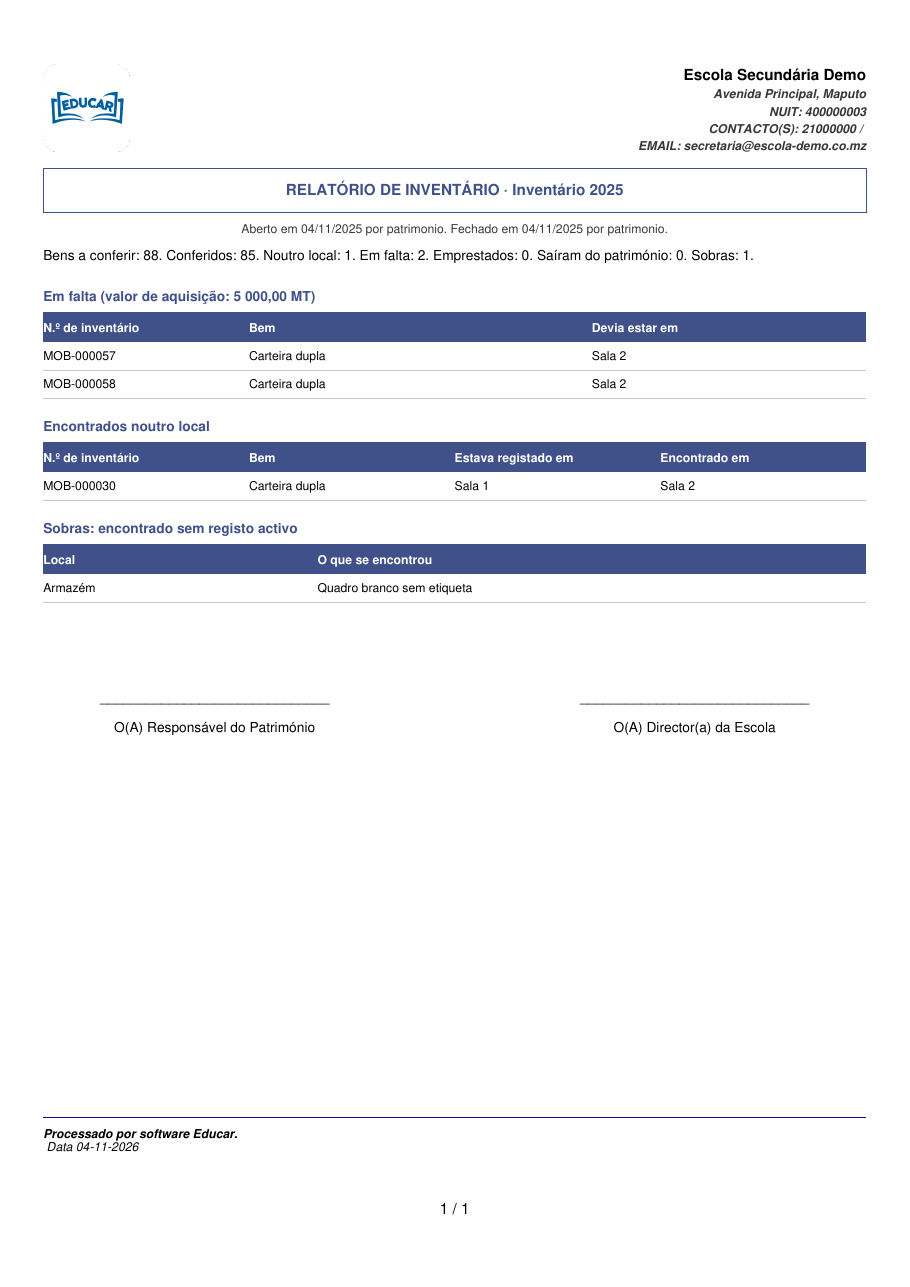 EDUCAR
Escola Secundária Demo
Avenida Principal, Maputo
NUIT: 400000003
CONTACTO(S): 21000000 /
EMAIL: secretaria@escola-demo.co.mz
RELATÓRIO DE INVENTÁRIO · Inventário 2025
Aberto em 04/11/2025 por patrimonio. Fechado em 04/11/2025 por patrimonio.
Bens a conferir: 88. Conferidos: 85. Noutro local: 1. Em falta: 2. Emprestados: 0. Saíram do património: 0. Sobras: 1.
Em falta (valor de aquisição: 5 000,00 MT)
N.º de inventário Bem Devia estar em
MOB-000057 Carteira dupla Sala 2
MOB-000058 Carteira dupla Sala 2
Encontrados noutro local
N.º de inventário Bem Estava registado em Encontrado em
MOB-000030 Carteira dupla Sala 1 Sala 2
Sobras: encontrado sem registo activo
Local O que se encontrou
Armazém Quadro branco sem etiqueta
______________________________ ______________________________
O(A) Responsável do Património O(A) Director(a) da Escola
Processado por software Educar.
Data 04-11-2026
1 / 1